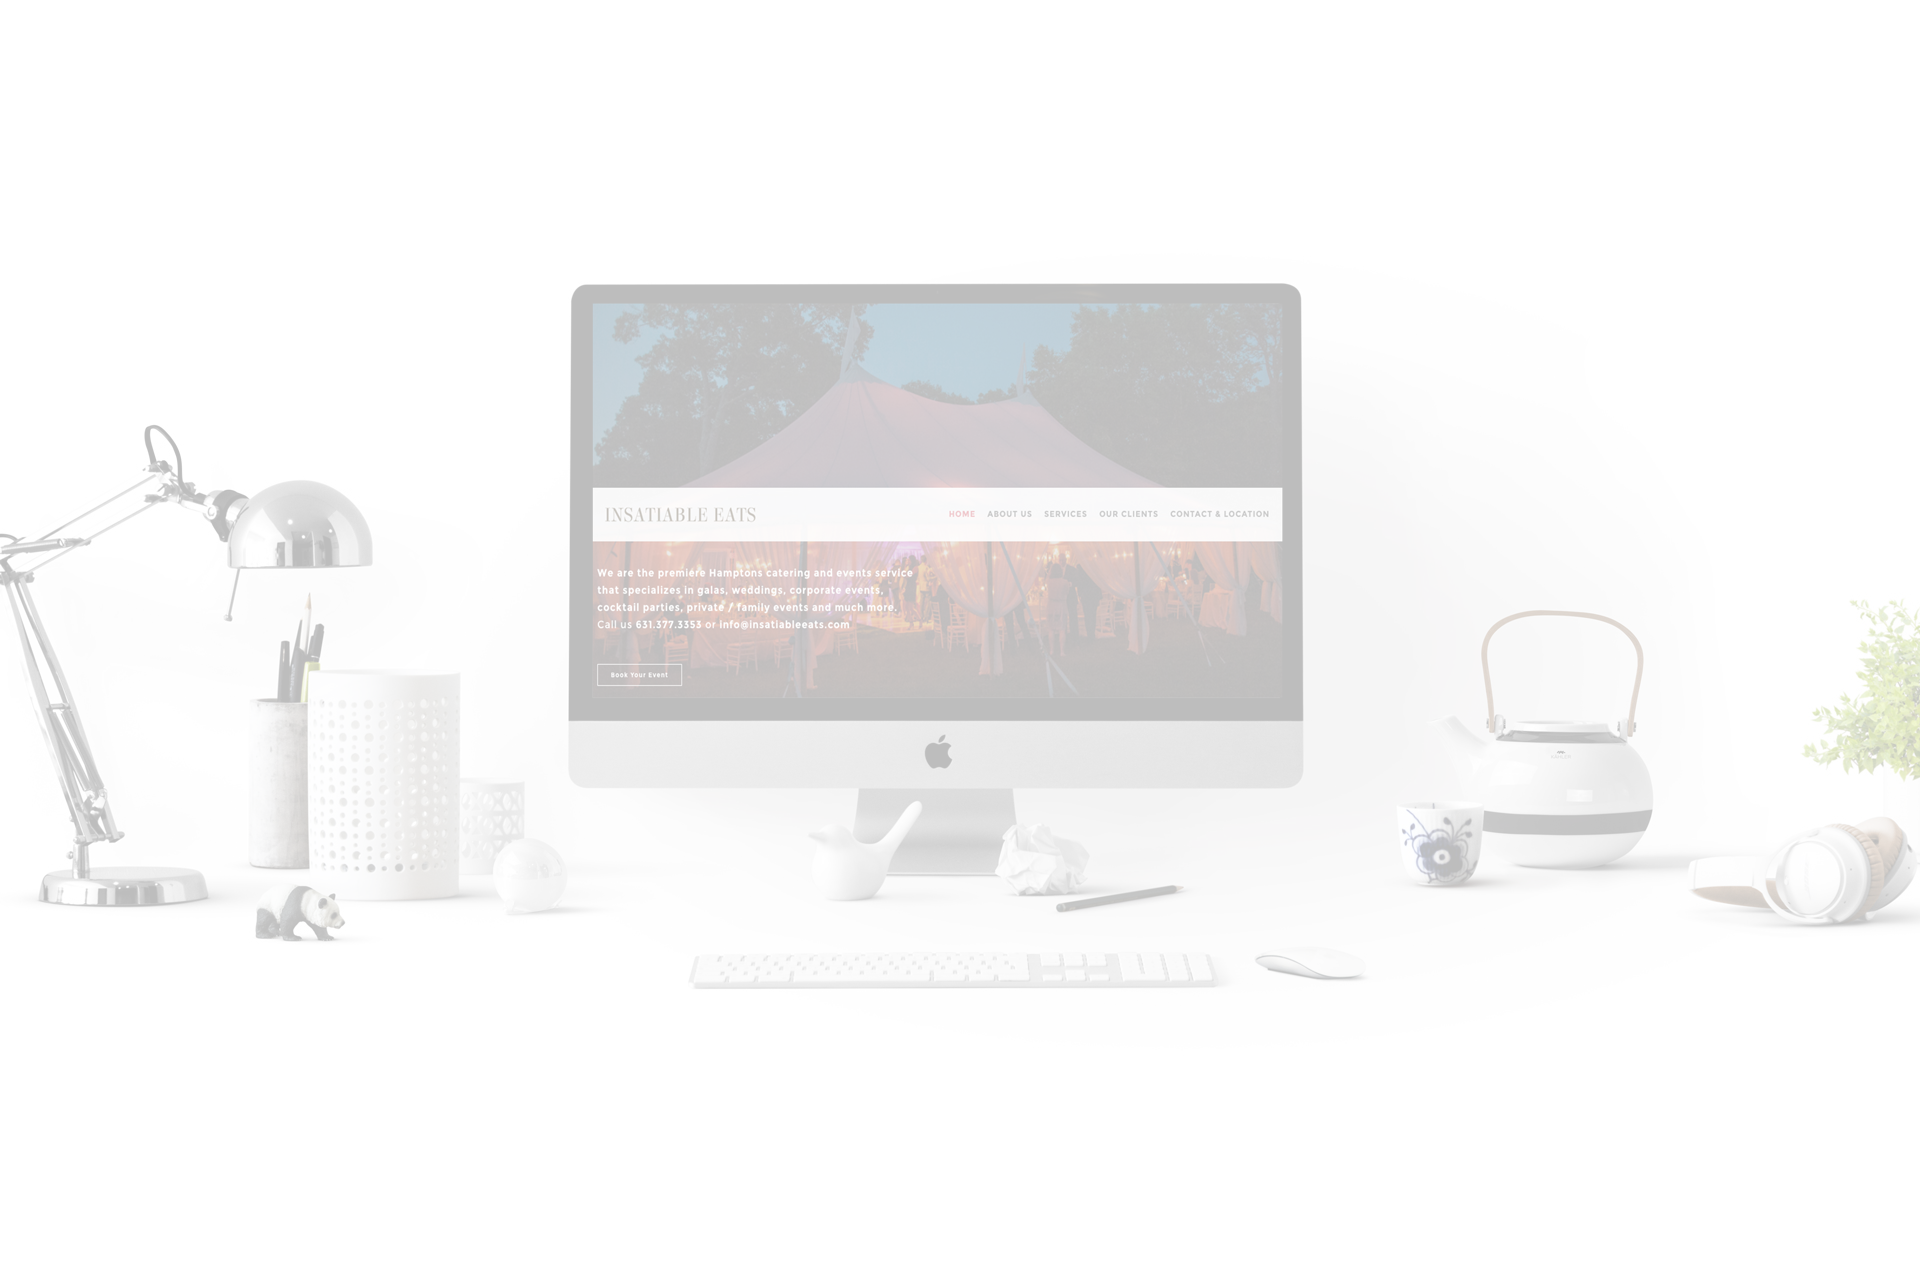 INSATIABLE EATS
HOME ABOUT US SERVICES OUR CLIENTS CONTACT & LOCATION
We are the premiere Hamptons catering and events service
that specializes in galas, weddings, corporate events,
cocktail parties, private / family events and much more.
Call us 631.377.3353 or info@insatiableeats.com
Book Your Event